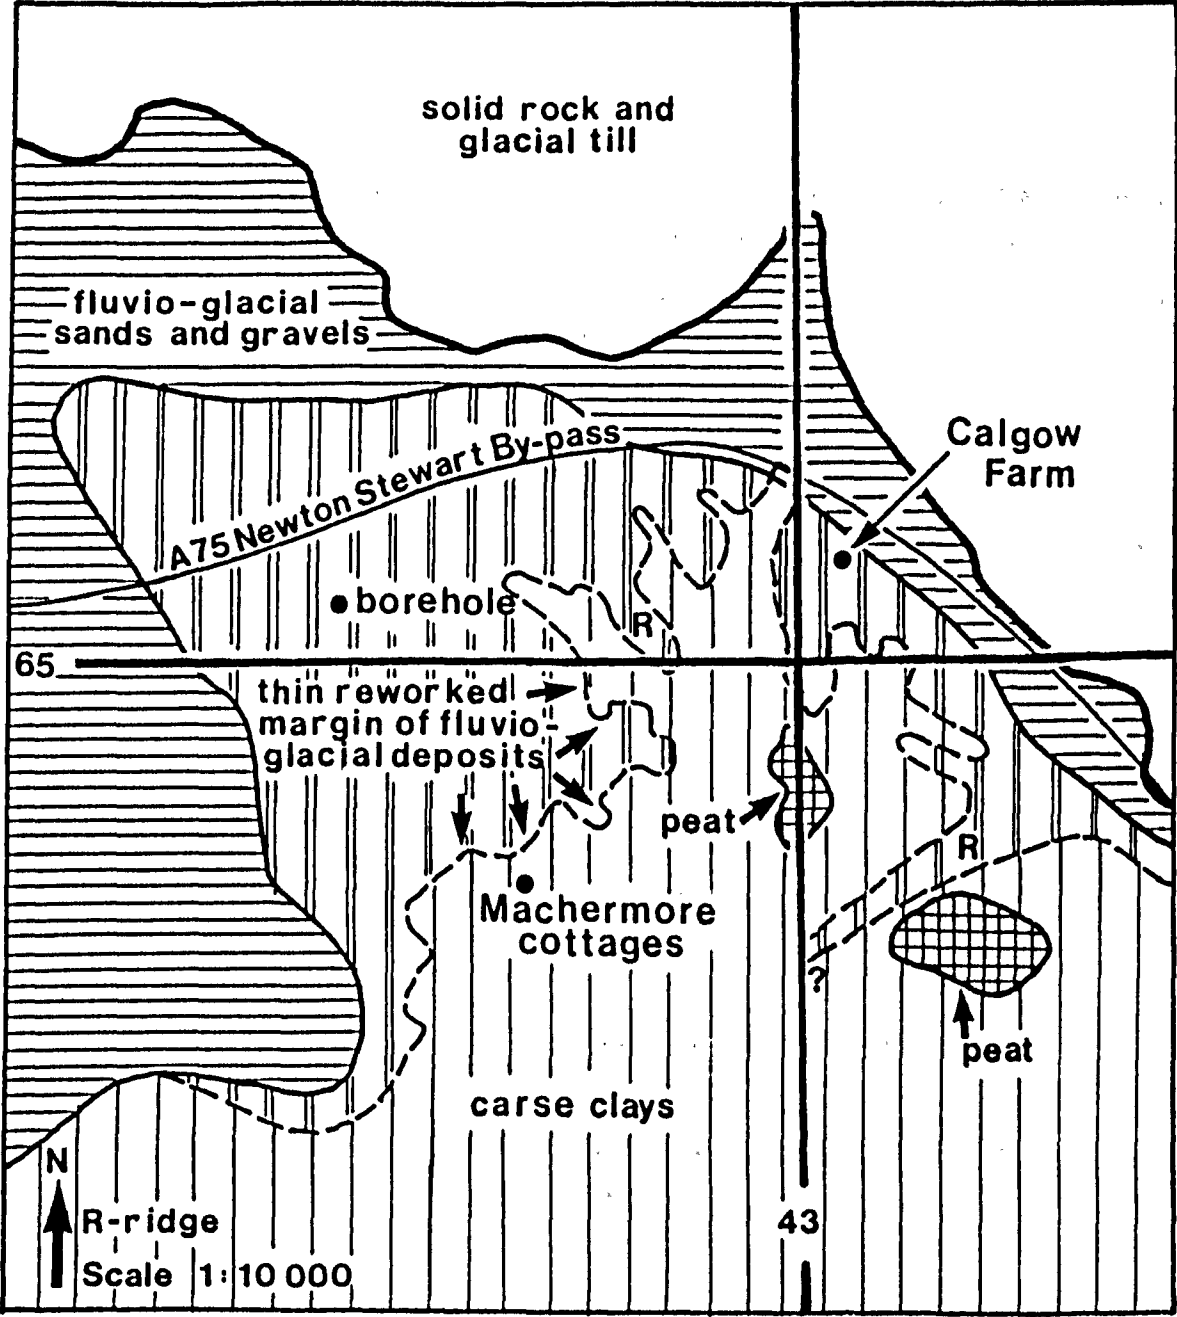 solid rock and
glacial till
fluvio-glacial
sands and gravels
Calgow
Farm
A75 Newton Stewart By-pass
borehole
R
65
thin reworked
margin of fluvio-
glacial deposits
peat
R
Machermore
cottages
?
peat
carse clays
N
43
R-ridge
Scale 1:10 000